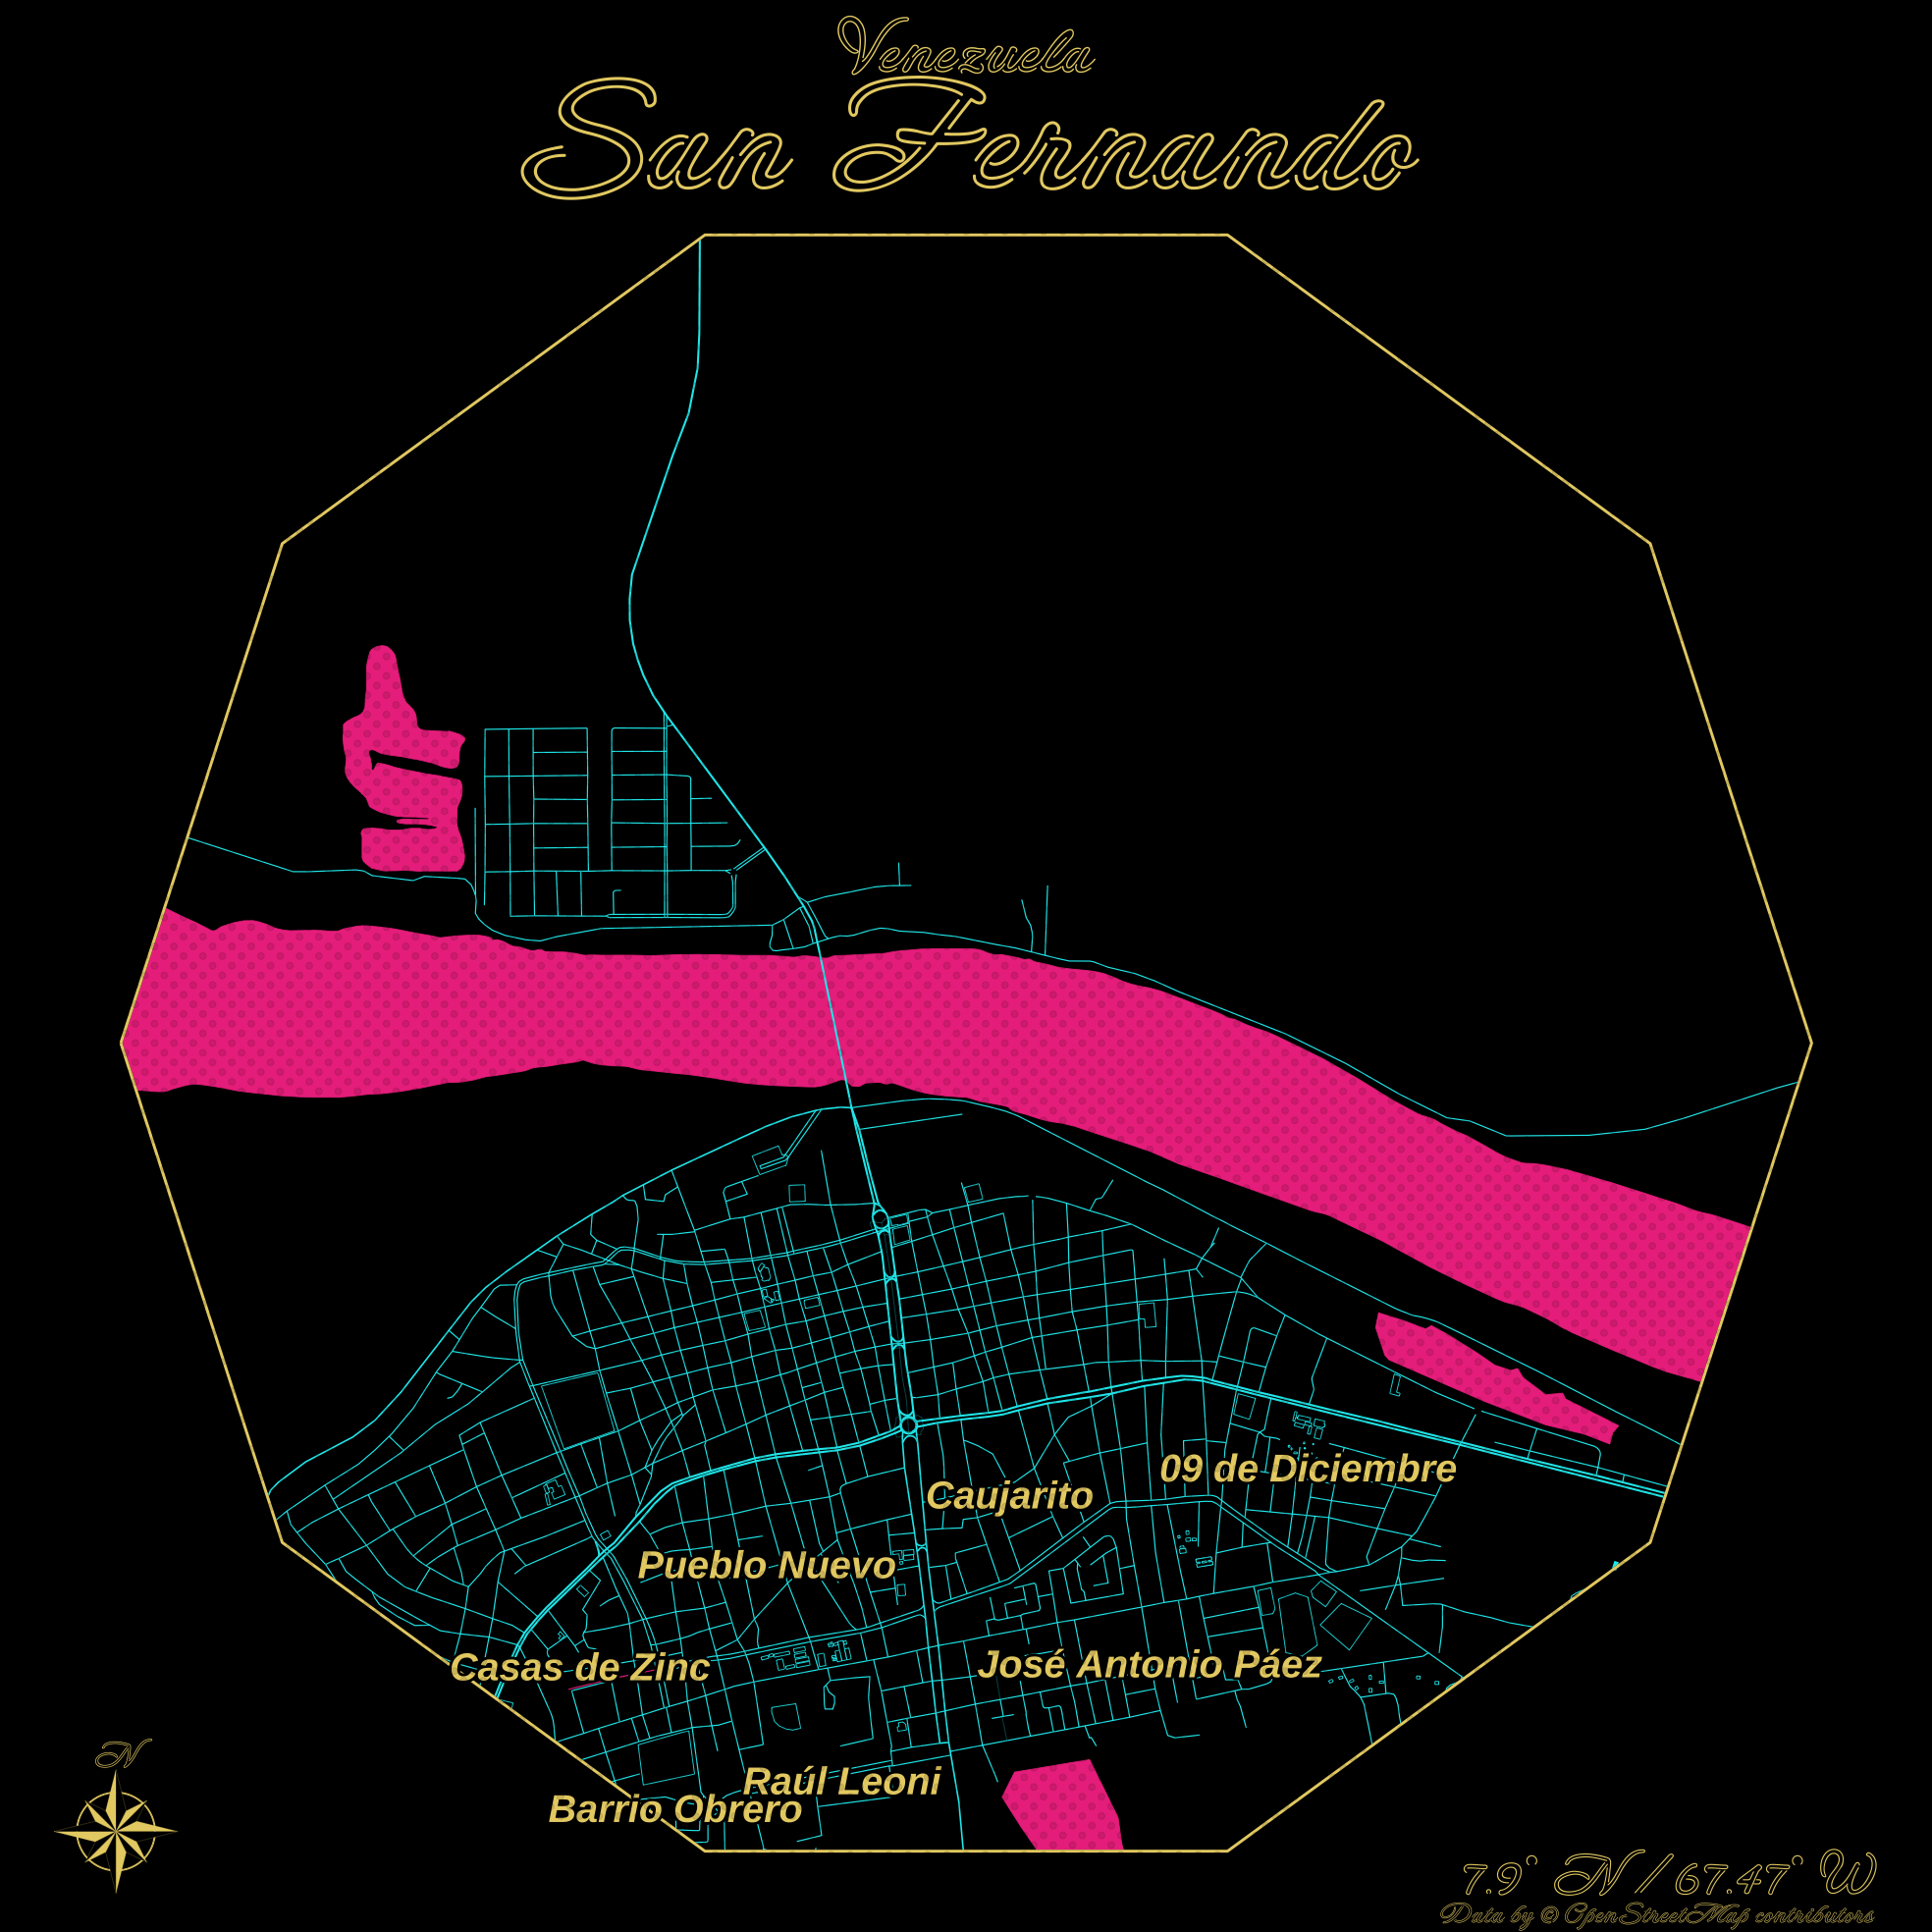 Venezuela
San Fernando
09 de Diciembre
Caujarito
Pueblo Nuevo
José Antonio Páez
Casas de Zinc
Raúl Leoni
Barrio Obrero
N
7.9° N / 67.47° W
Data by © OpenStreetMap contributors